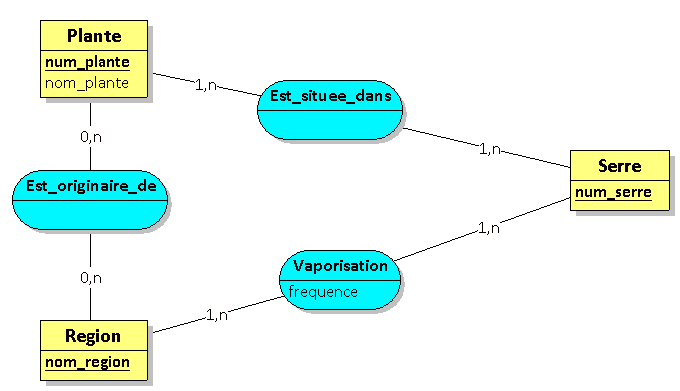 Plante
num_plante
nom_plante
1,n
Est_situee_dans
0,n
1,n
Serre
num_serre
Est_originaire_de
1,n
Vaporisation
frequence
0,n
1,n
Region
nom_region